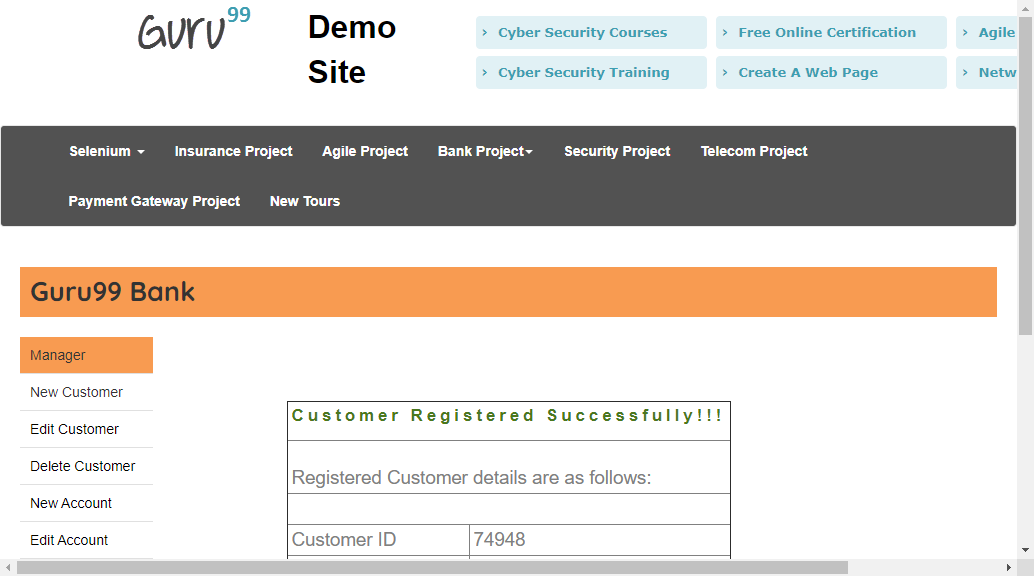 Guru99
Demo
Site
Cyber Security Courses
Free Online Certification
Agile
Cyber Security Training
Create A Web Page
Netw
Selenium
Insurance Project
Agile Project
Bank Project
Security Project
Telecom Project
Payment Gateway Project
New Tours
Guru99 Bank
Manager
New Customer
Edit Customer
Delete Customer
New Account
Edit Account
Customer Registered Successfully!!!
Registered Customer details are as follows:
Customer ID 74948